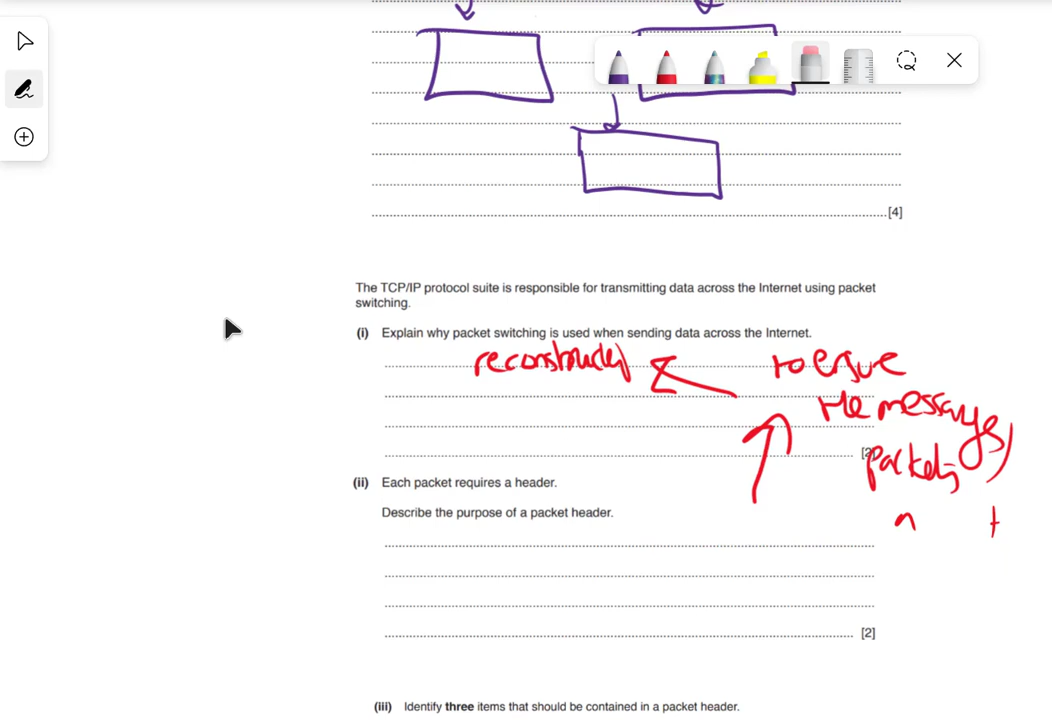 [4]
The TCP/IP protocol suite is responsible for transmitting data across the Internet using packet
switching.
(i) Explain why packet switching is used when sending data across the Internet.
reconstructed
to ensue
the messages)
packets
[2]
(ii) Each packet requires a header.
Describe the purpose of a packet header.
[2]
(iii) Identify three items that should be contained in a packet header.